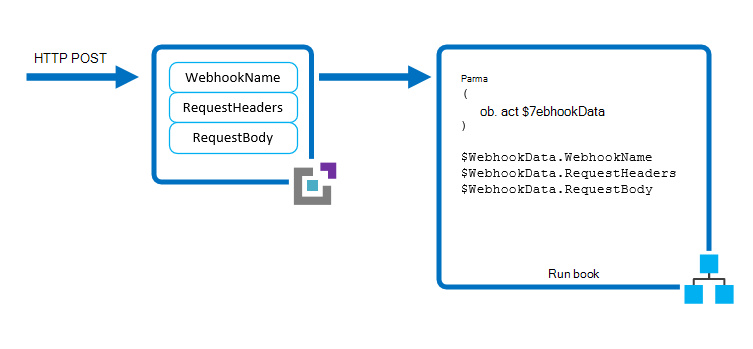 HTTP POST
WebhookName
RequestHeaders
RequestBody
Parma
(
ob. act $7ebhookData
)
$WebhookData.WebhookName
$WebhookData.RequestHeaders
$WebhookData.RequestBody
Run book